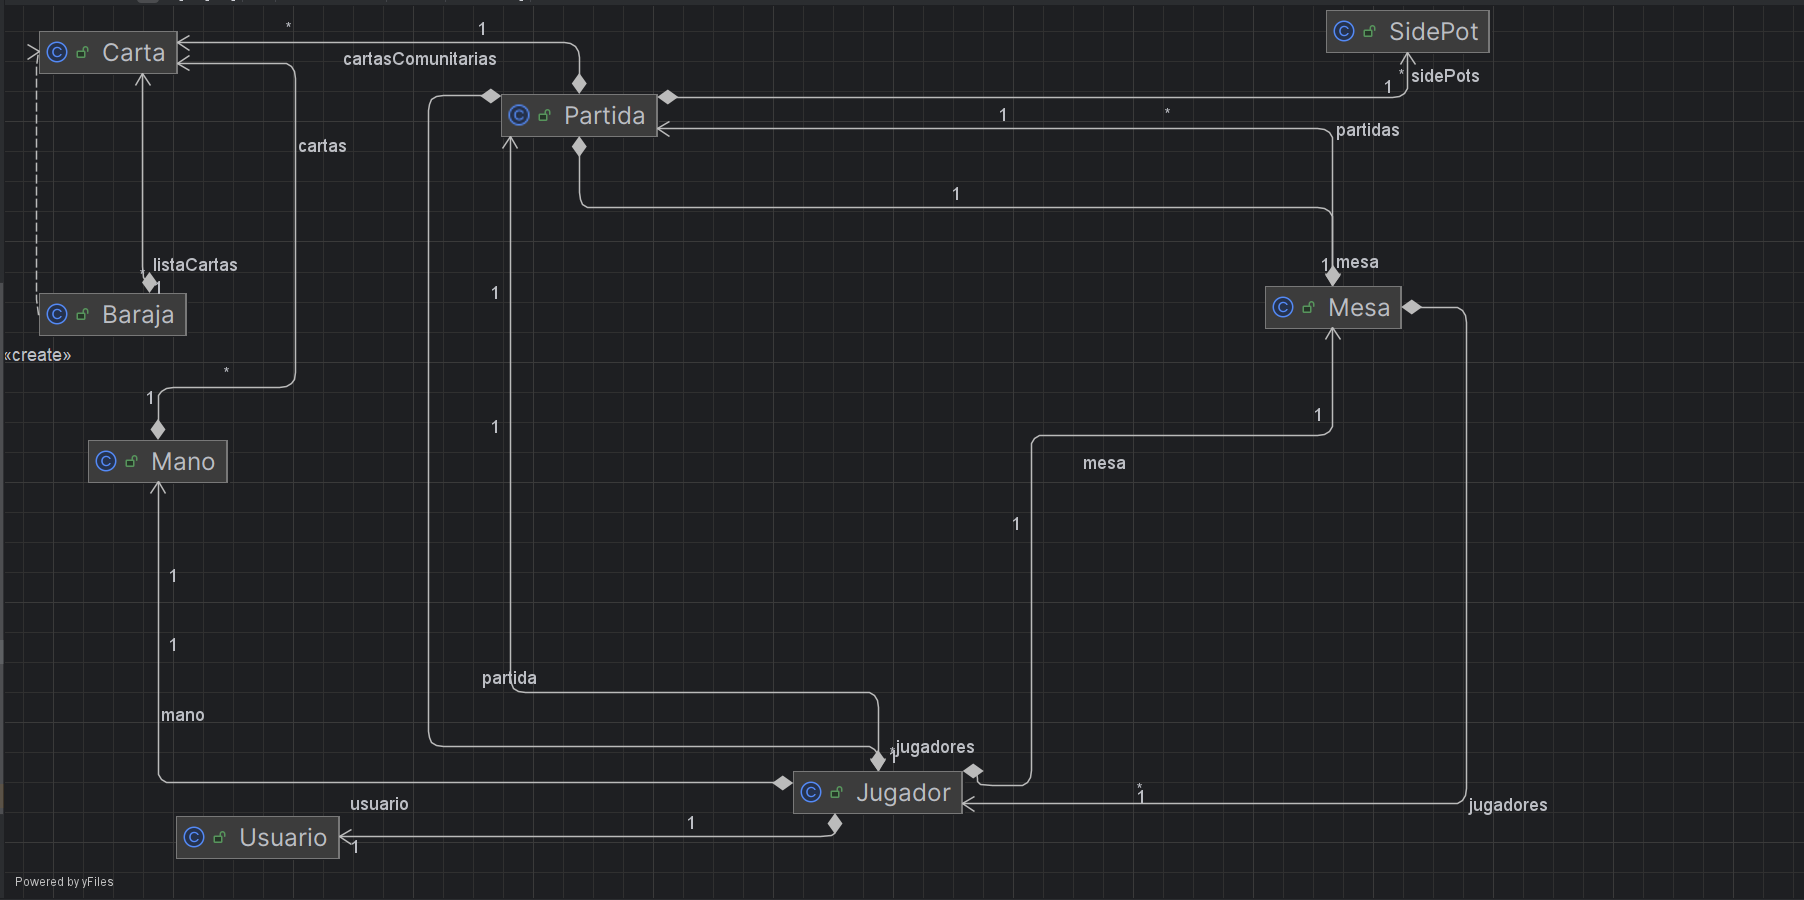 *
1
SidePot
Carta
cartasComunitarias
*
sidePots
1
Partida
1
*
partidas
cartas
1
listaCartas
*
1
1
mesa
1
Baraja
Mesa
«create»
*
1
1
1
mesa
Mano
1
1
1
1
partida
mano
*
jugadores
1
*
1
Jugador
usuario
jugadores
1
Usuario
1
Powered by yFiles